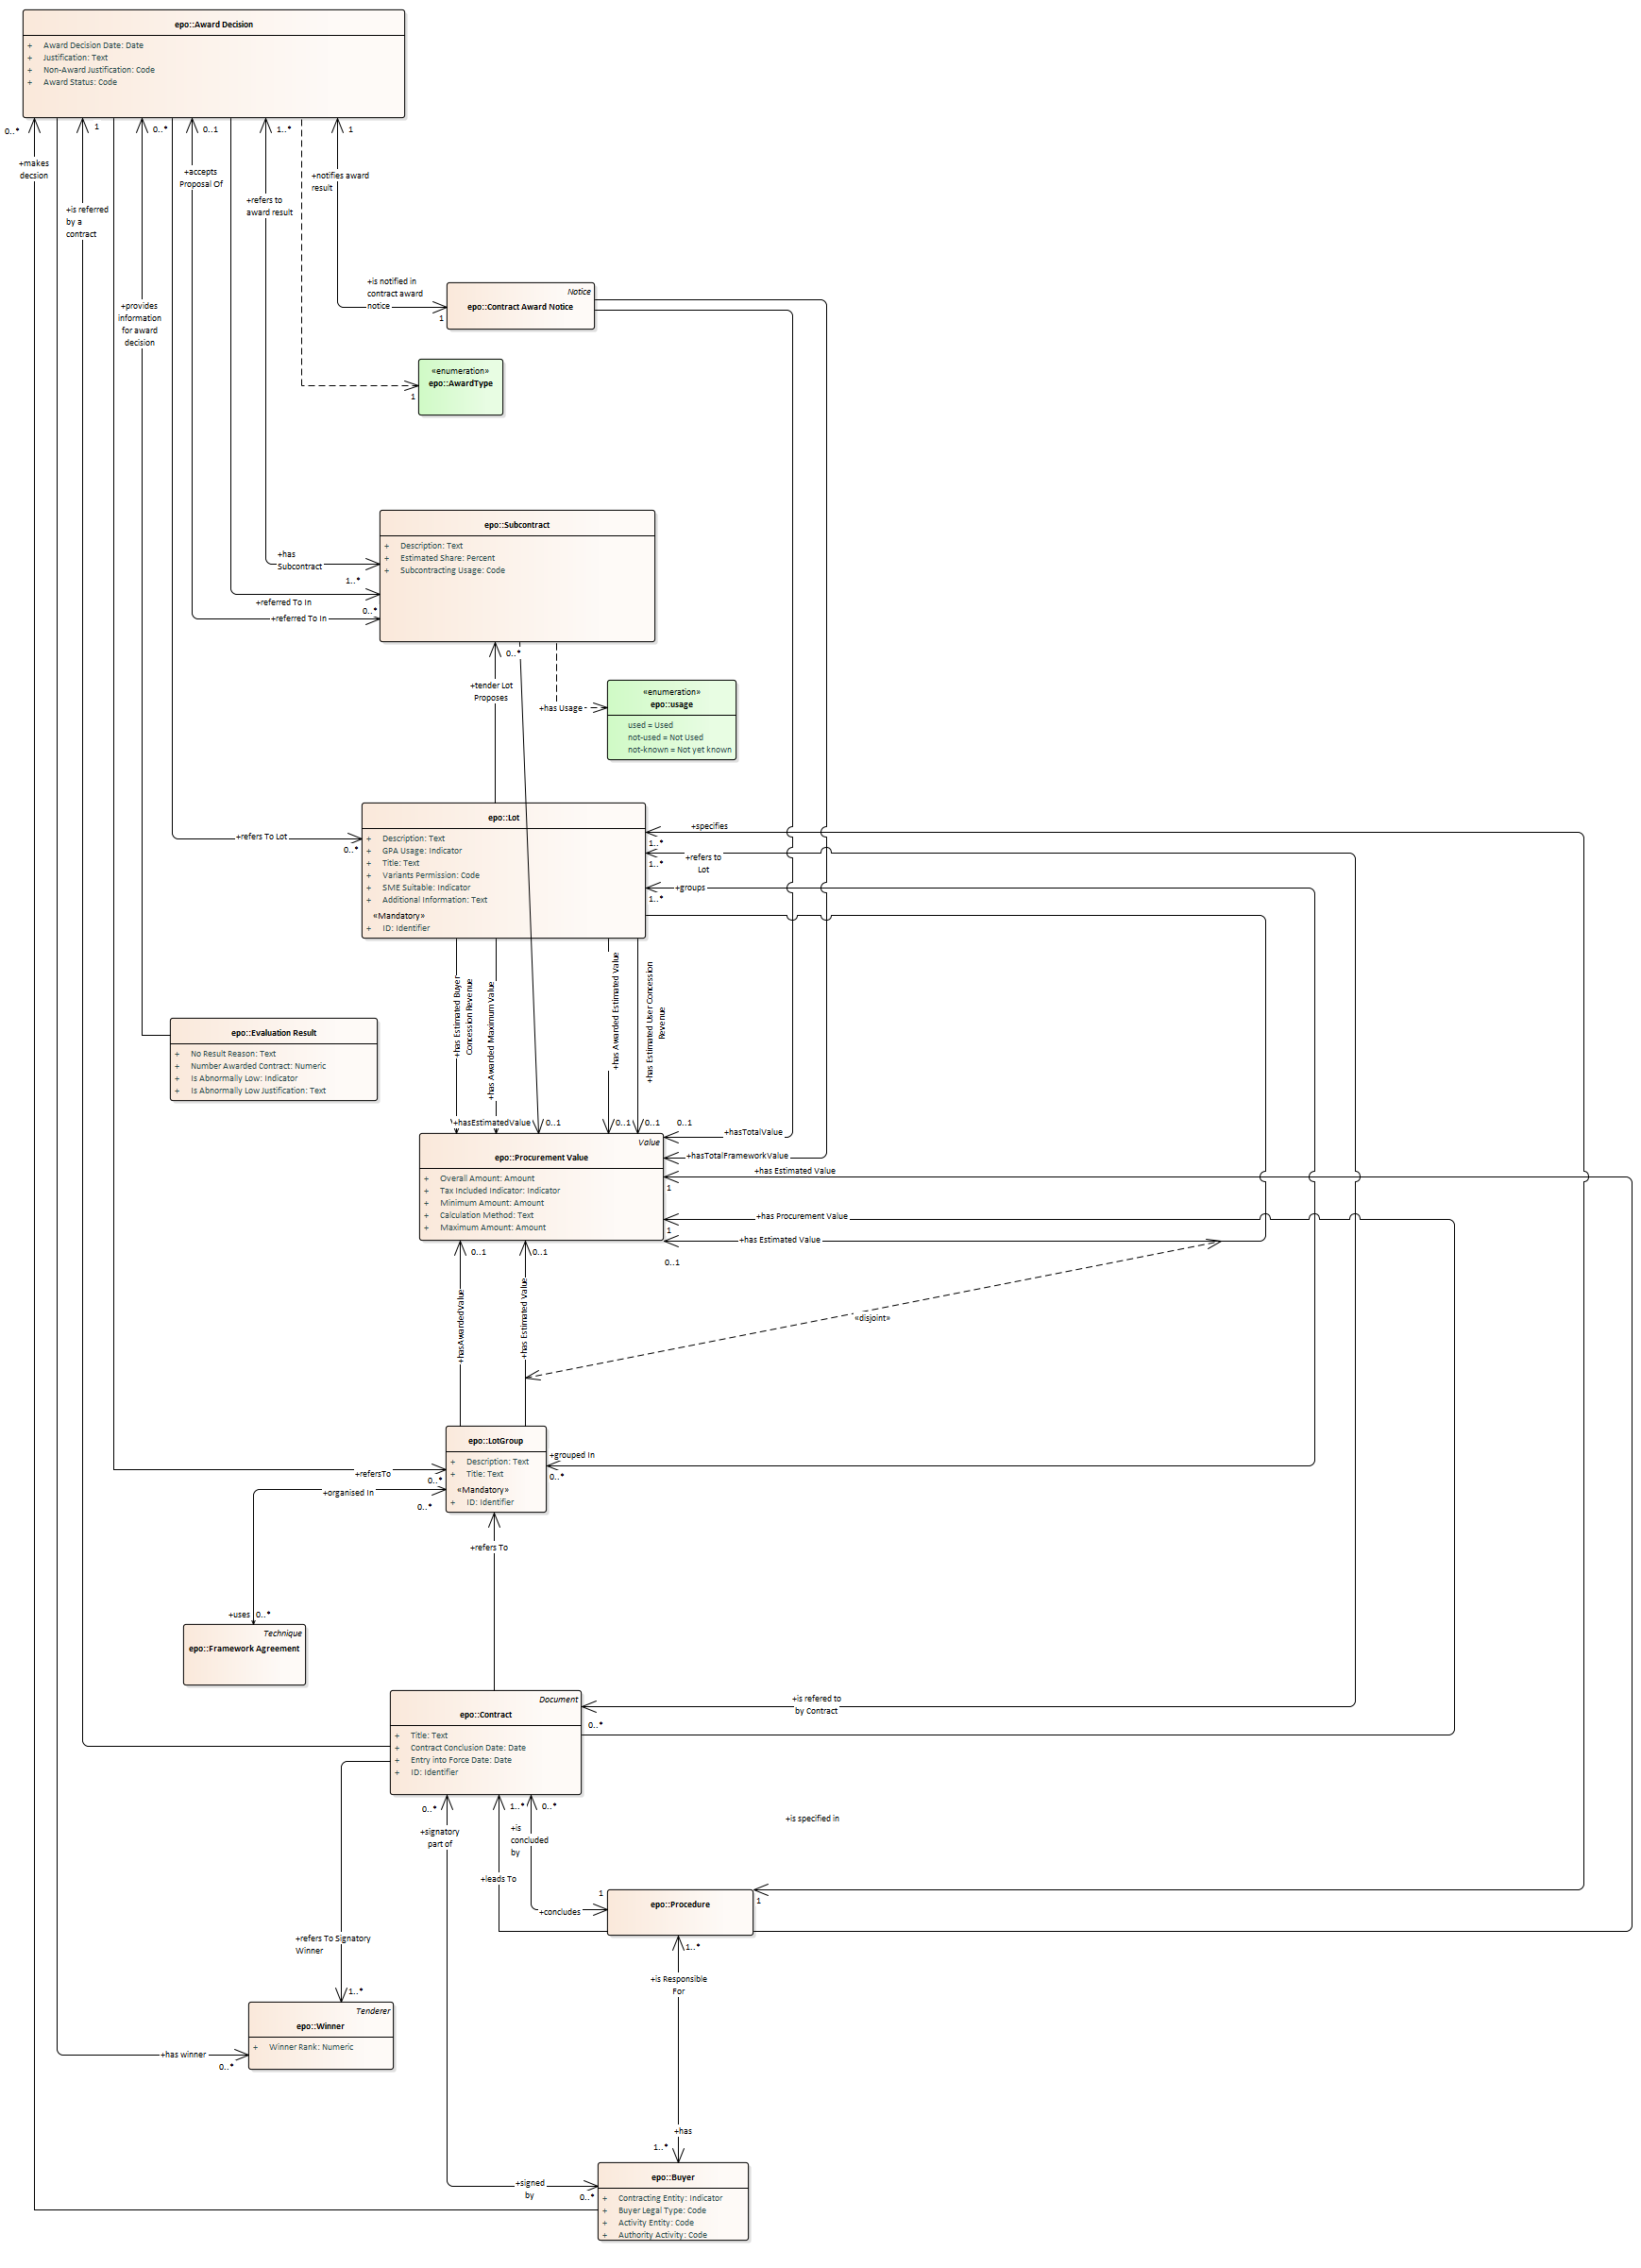 epo::Award Decision
+ Award Decision Date: Date
+ Justification: Text
+ Non-Award Justification: Code
+ Award Status: Code
0..*
1
0..*
0..1
1..*
1
+makes
decsion
+is referred
by a
contract
+provides
information
for award
decision
+accepts
Proposal Of
+refers to
award result
+notifies award
result
+is notified in
contract award
notice
1
Notice
epo::Contract Award Notice
«enumeration»
epo::AwardType
1
epo::Subcontract
+ Description: Text
+ Estimated Share: Percent
+ Subcontracting Usage: Code
+has
Subcontract
1..*
+referred To In
0..*
+referred To In
0..*
+tender Lot
Proposes
+has Usage
«enumeration»
epo::usage
used = Used
not-used = Not Used
not-known = Not yet known
epo::Lot
+ Description: Text
+ GPA Usage: Indicator
+ Title: Text
+ Variants Permission: Code
+ SME Suitable: Indicator
+ Additional Information: Text
«Mandatory»
+ ID: Identifier
+refers To Lot
0..*
+specifies
1..*
+refers to
Lot
1..*
+groups
1..*
+has Estimated Buyer
Concession Revenue
+has Awarded Maximum Value
+has Awarded Estimated Value
+has Estimated User Concession
Revenue
epo::Evaluation Result
+ No Result Reason: Text
+ Number Awarded Contract: Numeric
+ Is Abnormally Low: Indicator
+ Is Abnormally Low Justification: Text
+hasEstimatedValue
0..1
0..1
0..1
0..1
+hasTotalValue
+hasTotalFrameworkValue
+has Estimated Value
1
+has Procurement Value
1
+has Estimated Value
0..1
Value
epo::Procurement Value
+ Overall Amount: Amount
+ Tax Included Indicator: Indicator
+ Minimum Amount: Amount
+ Calculation Method: Text
+ Maximum Amount: Amount
0..1
0..1
+hasAwardedValue
+has Estimated Value
«disjoint»
epo::LotGroup
+ Description: Text
+ Title: Text
«Mandatory»
+ ID: Identifier
+grouped In
0..*
+refersTo
0..*
+organised In
0..*
+refers To
+uses
0..*
Technique
epo::Framework Agreement
Document
epo::Contract
+ Title: Text
+ Contract Conclusion Date: Date
+ Entry into Force Date: Date
+ ID: Identifier
+is refered to
by Contract
0..*
0..*
1..*
0..*
+signatory
part of
+is
concluded
by
+leads To
+is specified in
1
+concludes
epo::Procedure
1
1..*
+refers To Signatory
Winner
1..*
Tenderer
epo::Winner
+ Winner Rank: Numeric
+has winner
0..*
+is Responsible
For
+has
1..*
+signed
by
0..*
epo::Buyer
+ Contracting Entity: Indicator
+ Buyer Legal Type: Code
+ Activity Entity: Code
+ Authority Activity: Code